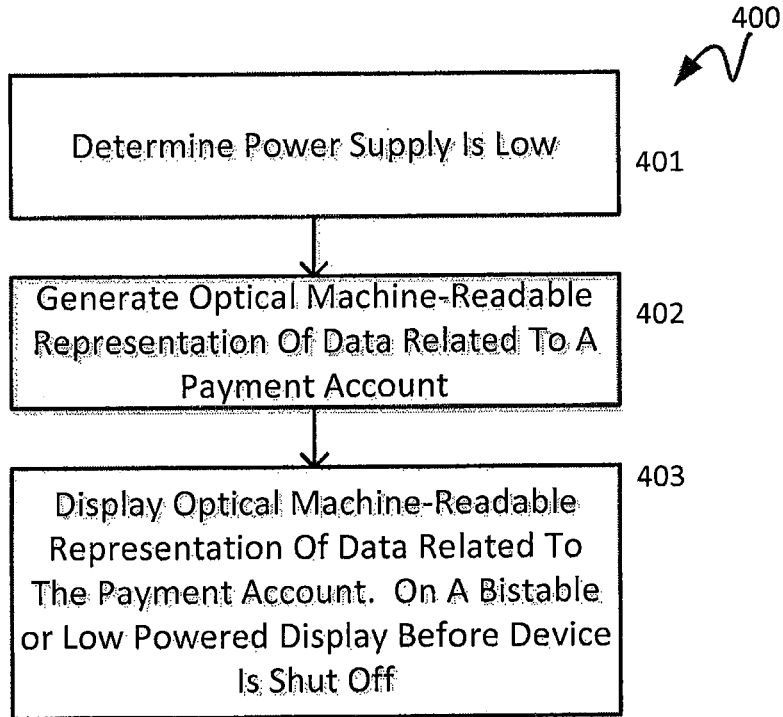 400
Determine Power Supply Is Low
401
Generate Optical Machine-Readable
Representation Of Data Related To A
Payment Account
402
Display Optical Machine-Readable
Representation Of Data Related To
The Payment Account. On A Bistable
or Low Powered Display Before Device
Is Shut Off
403